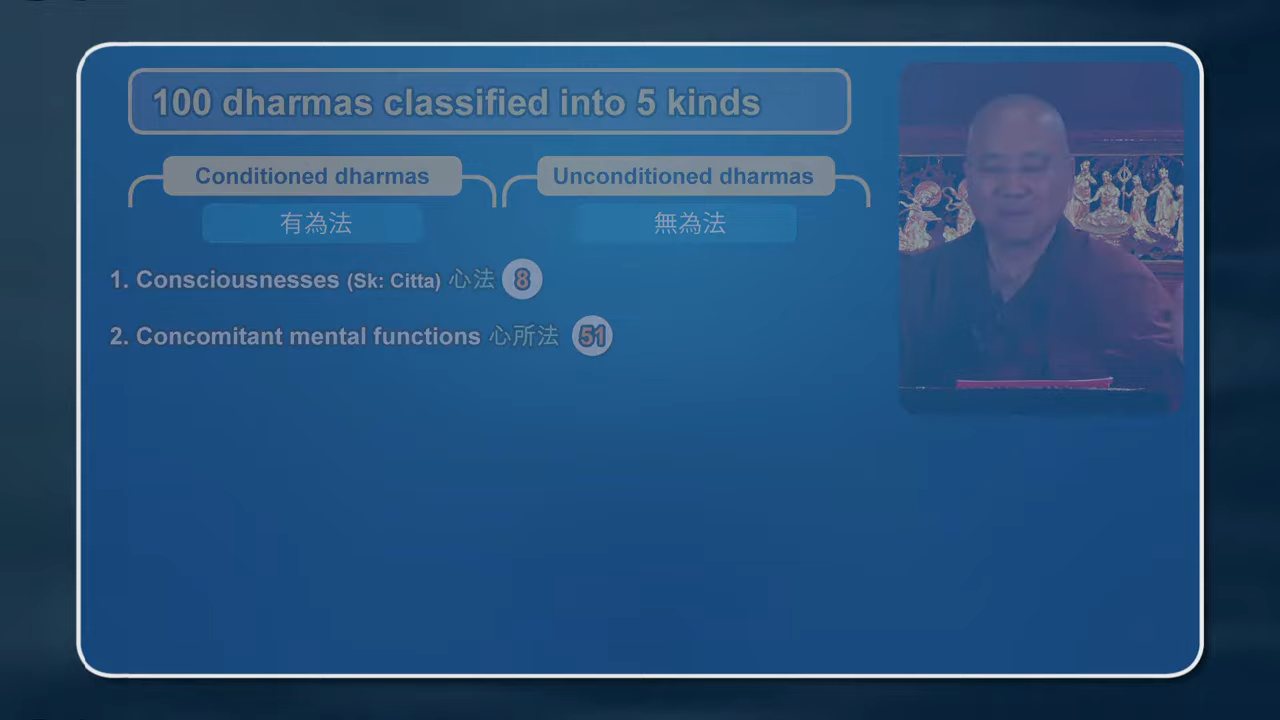 100 dharmas classified into 5 kinds
Conditioned dharmas
Unconditioned dharmas
有為法
無為法
1. Consciousnesses (Sk: Citta) 心法 8
2. Concomitant mental functions 心所法 51